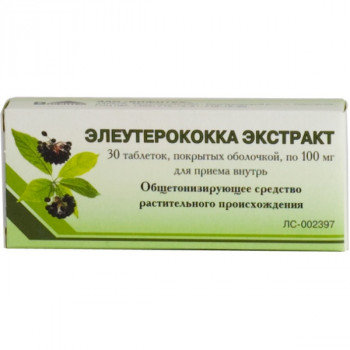 ЭЛЕУТЕРОКОККА ЭКСТРАКТ
30 таблеток, покрытых оболочкой, по 100 мг
для приема внутрь
Общетонизирующее средство
растительного происхождения
ЛС-002397